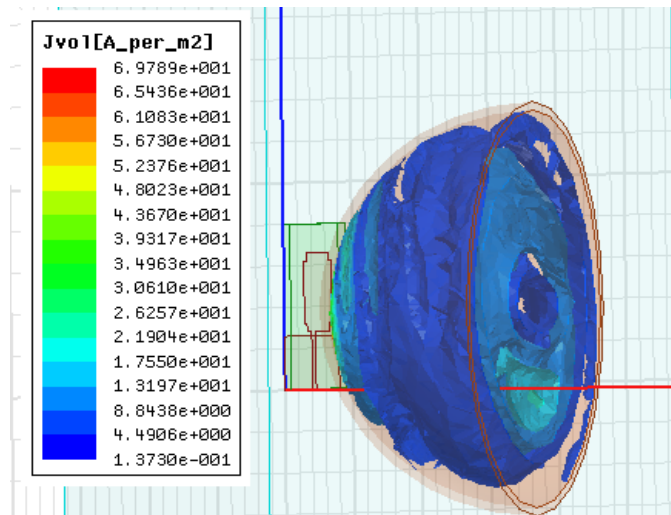 Jvol[A_per_m2]
6.9789e+001
6.5436e+001
6.1083e+001
5.6730e+001
5.2376e+001
4.8023e+001
4.3670e+001
3.9317e+001
3.4963e+001
3.0610e+001
2.6257e+001
2.1904e+001
1.7550e+001
1.3197e+001
8.8438e+000
4.4906e+000
1.3730e-001